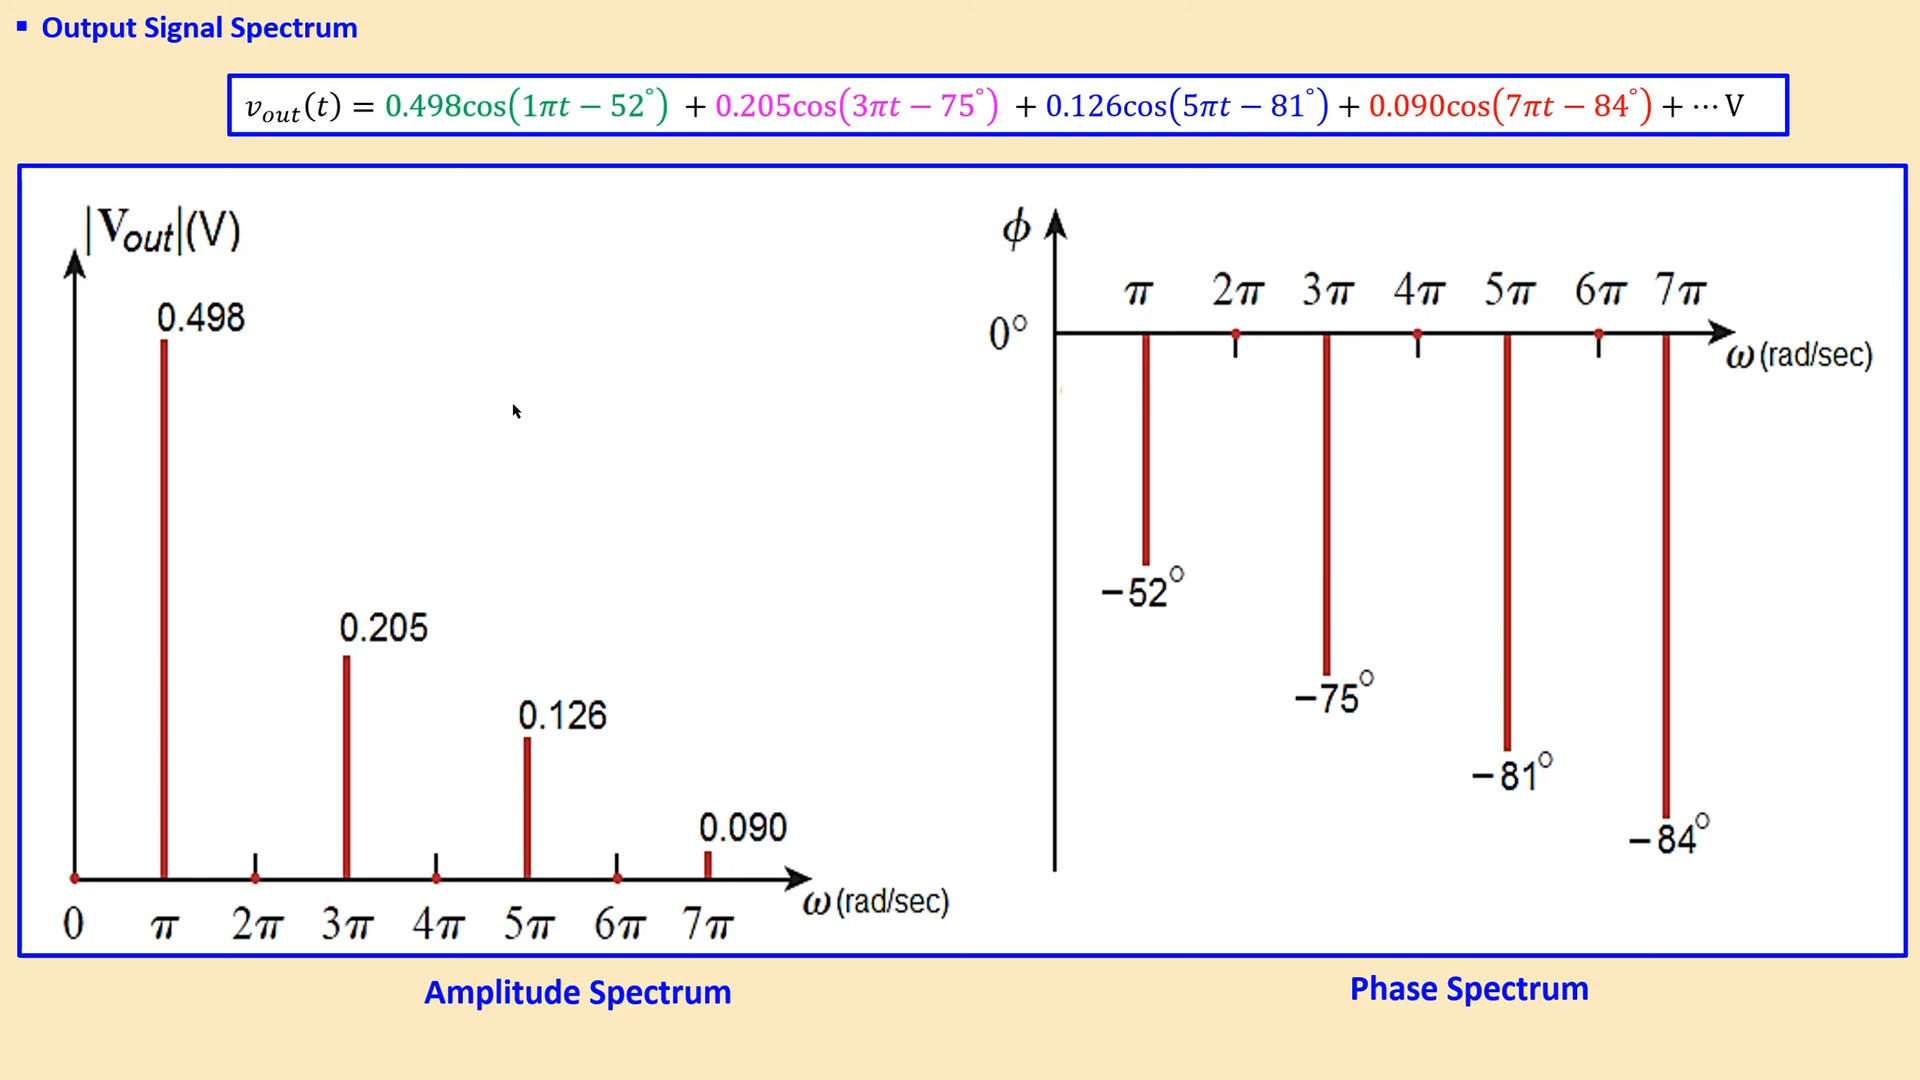 ▪ Output Signal Spectrum
v_out(t) = 0.498cos(1πt − 52°) + 0.205cos(3πt − 75°) + 0.126cos(5πt − 81°) + 0.090cos(7πt − 84°) + ⋯ V
|V_out|(V)
0.498
0.205
0.126
0.090
0 π 2π 3π 4π 5π 6π 7π
ω (rad/sec)
Amplitude Spectrum
ϕ
π 2π 3π 4π 5π 6π 7π
0°
ω (rad/sec)
−52°
−75°
−81°
−84°
Phase Spectrum